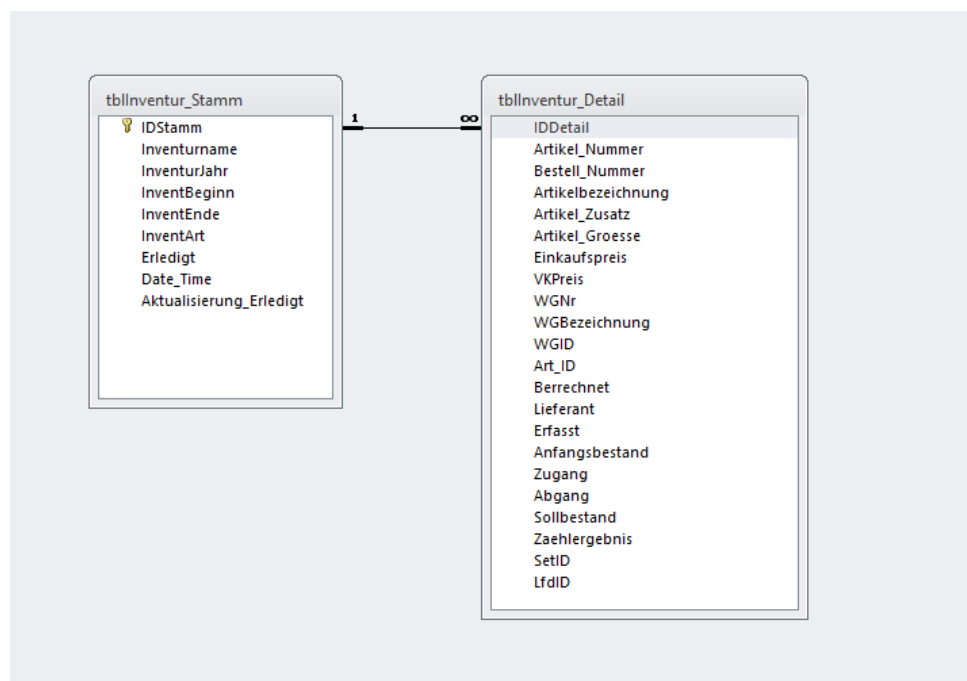 tblInventur_Stamm
IDStamm
Inventurname
InventurJahr
InventBeginn
InventEnde
InventArt
Erledigt
Date_Time
Aktualisierung_Erledigt
1
∞
tblInventur_Detail
IDDetail
Artikel_Nummer
Bestell_Nummer
Artikelbezeichnung
Artikel_Zusatz
Artikel_Groesse
Einkaufspreis
VKPreis
WGNr
WGBezeichnung
WGID
Art_ID
Berrechnet
Lieferant
Erfasst
Anfangsbestand
Zugang
Abgang
Sollbestand
Zaehlergebnis
SetID
LfdID